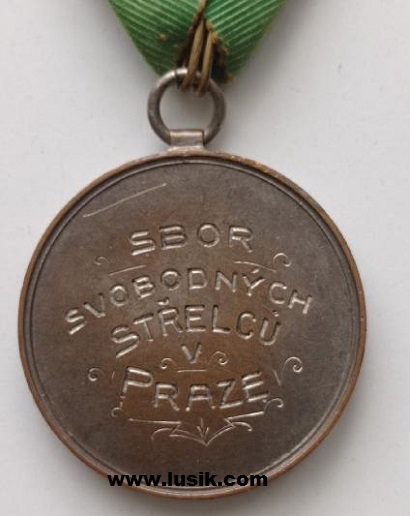 SBOR
SVOBODNÝCH
STŘELCŮ
V
PRAZE
www.lusik.com